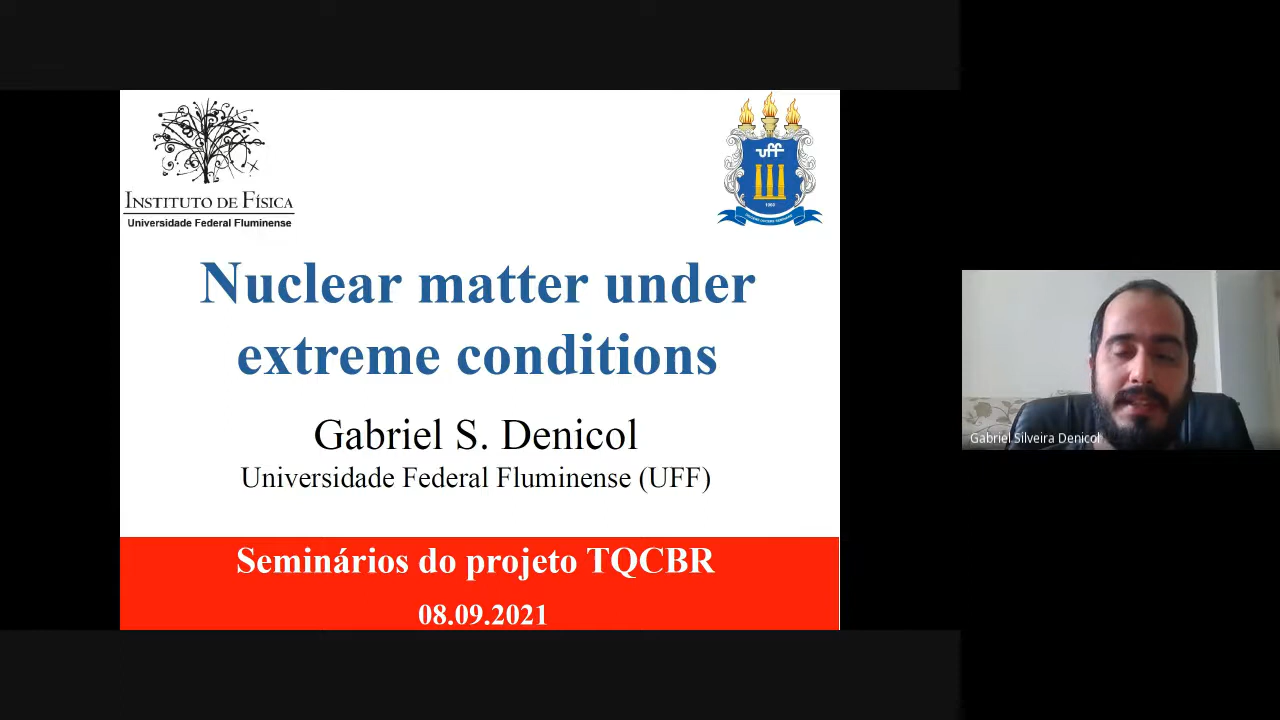 INSTITUTO DE FÍSICA
Universidade Federal Fluminense
uff
1960
Nuclear matter under
extreme conditions
Gabriel S. Denicol
Universidade Federal Fluminense (UFF)
Seminários do projeto TQCBR
08.09.2021
Gabriel Silveira Denicol